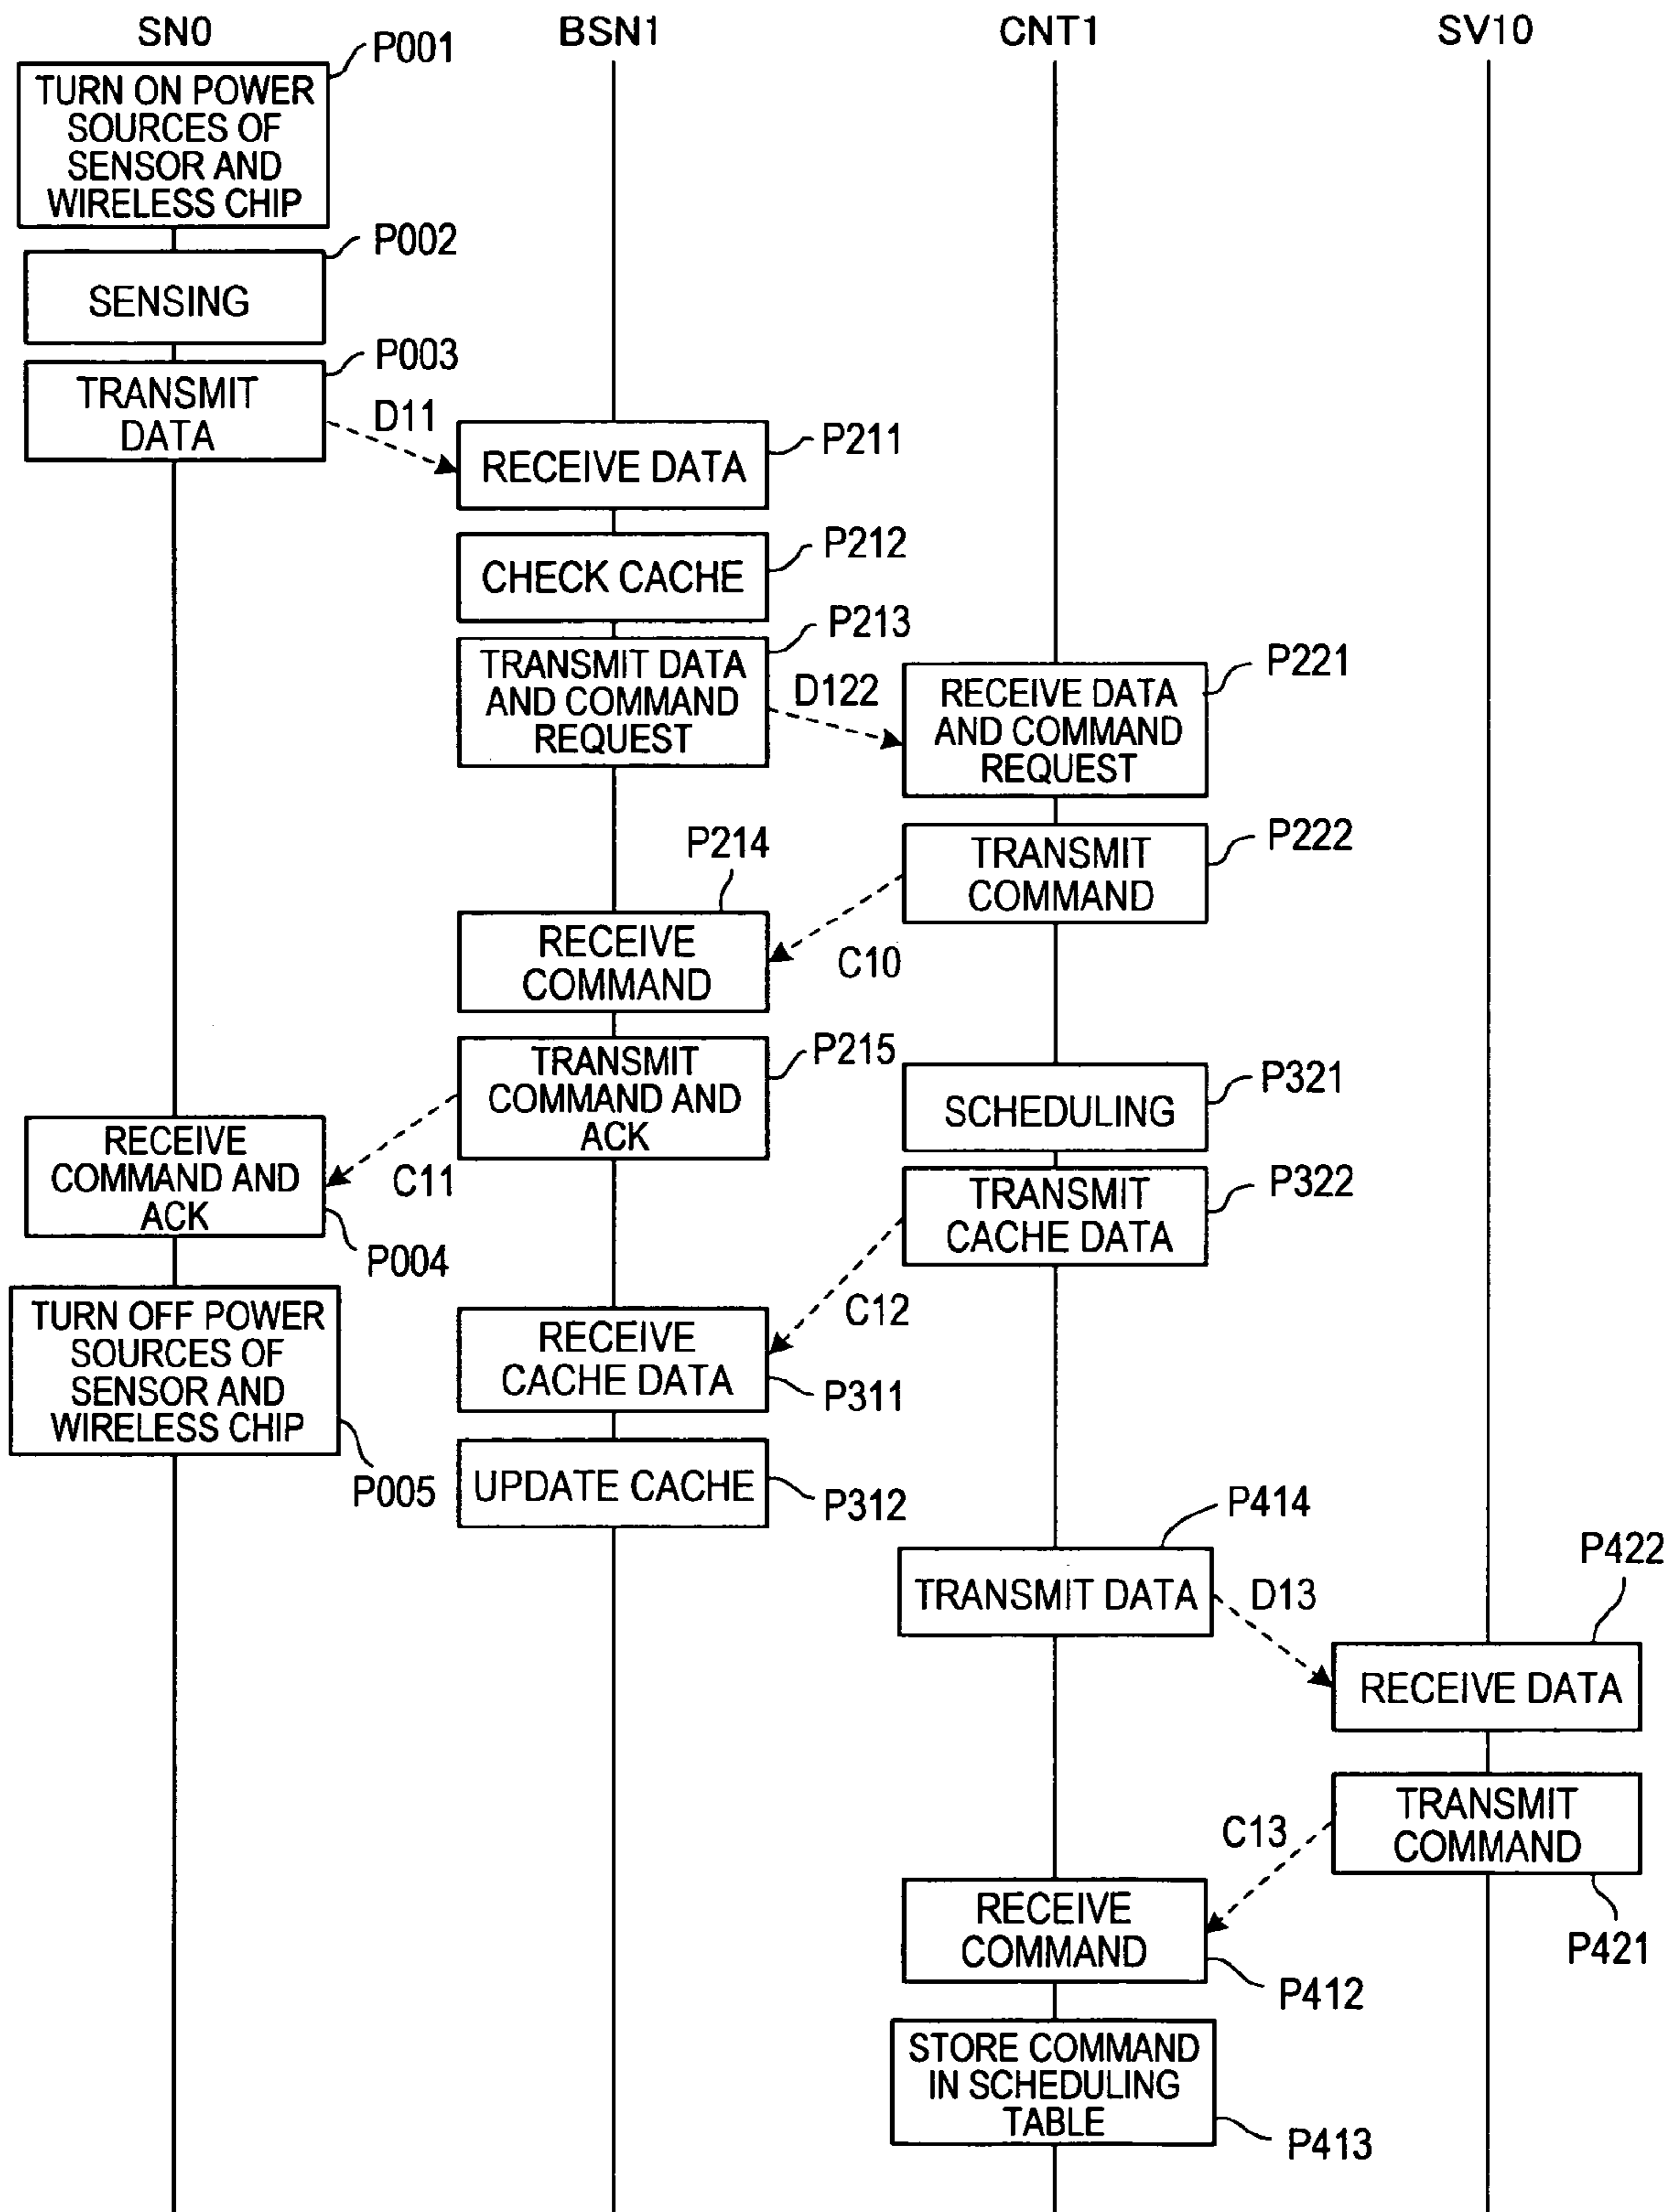 SN0
BSN1
CNT1
SV10
P001
TURN ON POWER
SOURCES OF
SENSOR AND
WIRELESS CHIP
P002
SENSING
P003
TRANSMIT
DATA
D11
P211
RECEIVE DATA
P212
CHECK CACHE
P213
TRANSMIT DATA
AND COMMAND
REQUEST
D122
P221
RECEIVE DATA
AND COMMAND
REQUEST
P222
TRANSMIT
COMMAND
P214
C10
RECEIVE
COMMAND
P215
TRANSMIT
COMMAND AND
ACK
P321
SCHEDULING
C11
RECEIVE
COMMAND AND
ACK
P004
P322
TRANSMIT
CACHE DATA
C12
TURN OFF POWER
SOURCES OF
SENSOR AND
WIRELESS CHIP
P005
RECEIVE
CACHE DATA
P311
UPDATE CACHE
P312
P414
TRANSMIT DATA
D13
P422
RECEIVE DATA
TRANSMIT
COMMAND
P421
C13
RECEIVE
COMMAND
P412
STORE COMMAND
IN SCHEDULING
TABLE
P413